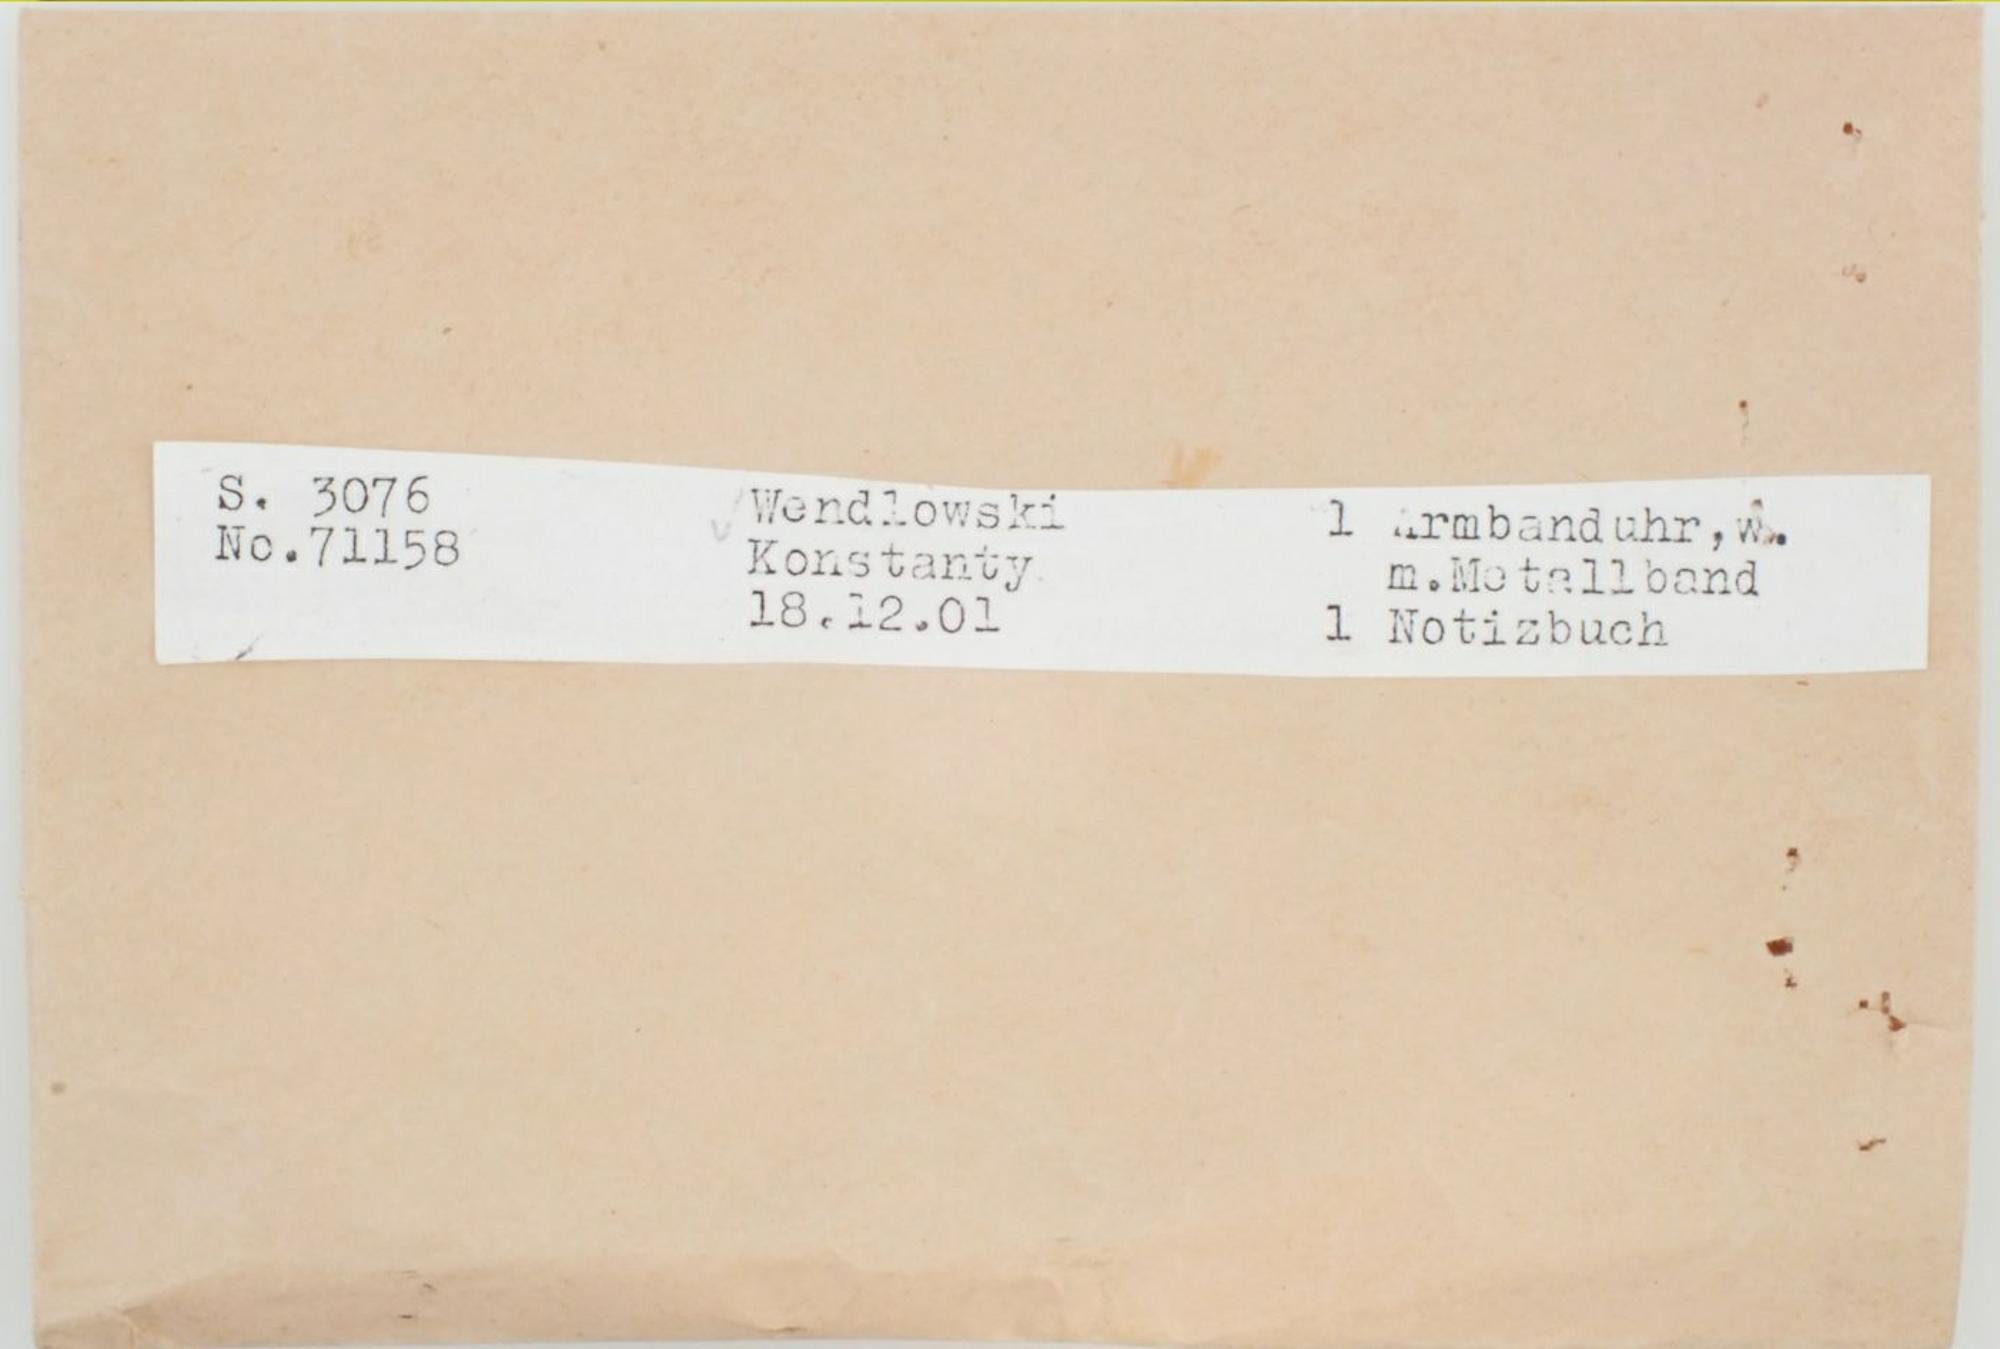 S. 3076
No.71158
Wendlowski
Konstanty
18.12.01
1 Armbanduhr,w.
m.Metallband
1 Notizbuch